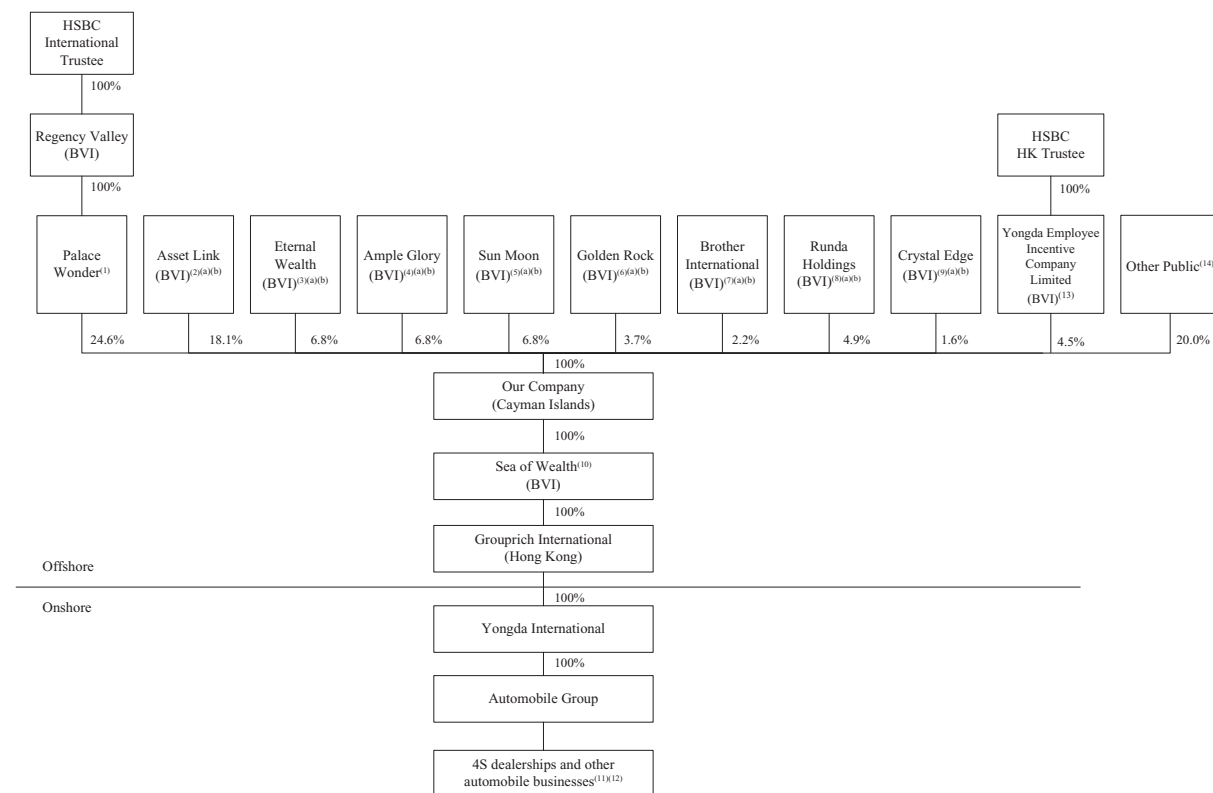 HSBC
International
Trustee
100%
Regency Valley
(BVI)
HSBC
HK Trustee
100%
100%
Palace
Wonder(1)
Asset Link
(BVI)(2)(a)(b)
Eternal
Wealth
(BVI)(3)(a)(b)
Ample Glory
(BVI)(4)(a)(b)
Sun Moon
(BVI)(5)(a)(b)
Golden Rock
(BVI)(6)(a)(b)
Brother
International
(BVI)(7)(a)(b)
Runda
Holdings
(BVI)(8)(a)(b)
Crystal Edge
(BVI)(9)(a)(b)
Yongda Employee
Incentive
Company
Limited
(BVI)(13)
Other Public(14)
24.6%
18.1%
6.8%
6.8%
6.8%
3.7%
2.2%
4.9%
1.6%
4.5%
20.0%
100%
Our Company
(Cayman Islands)
100%
Sea of Wealth(10)
(BVI)
100%
Grouprich International
(Hong Kong)
Offshore
Onshore
100%
Yongda International
100%
Automobile Group
4S dealerships and other
automobile businesses(11)(12)